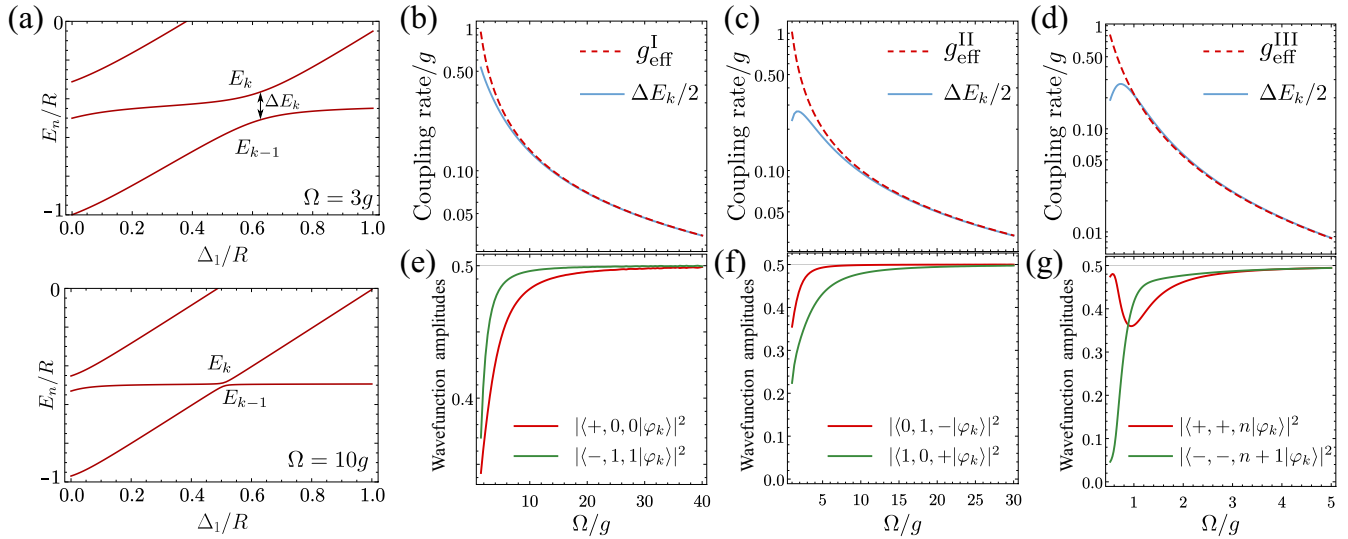 (a)
0
E_n/R
-1
E_k
ΔE_k
E_{k−1}
Ω = 3g
0.0 0.2 0.4 0.6 0.8 1.0
Δ_1/R
0
E_n/R
-1
E_k
E_{k−1}
Ω = 10g
0.0 0.2 0.4 0.6 0.8 1.0
Δ_1/R
(b)
Coupling rate/g
1
0.50
0.10
0.05
g_eff^I
ΔE_k/2
(c)
Coupling rate/g
1
0.50
0.10
0.05
g_eff^II
ΔE_k/2
(d)
Coupling rate/g
1
0.50
0.10
0.05
0.01
g_eff^III
ΔE_k/2
(e)
Wavefunction amplitudes
0.5
0.4
|⟨+, 0, 0|φ_k⟩|^2
|⟨−, 1, 1|φ_k⟩|^2
10 20 30 40
Ω/g
(f)
Wavefunction amplitudes
0.5
0.4
0.3
0.2
0.1
0.0
|⟨0, 1, −|φ_k⟩|^2
|⟨1, 0, +|φ_k⟩|^2
5 10 15 20 25 30
Ω/g
(g)
Wavefunction amplitudes
0.5
0.4
0.3
0.2
0.1
0.0
|⟨+, +, n|φ_k⟩|^2
|⟨−, −, n + 1|φ_k⟩|^2
1 2 3 4 5
Ω/g